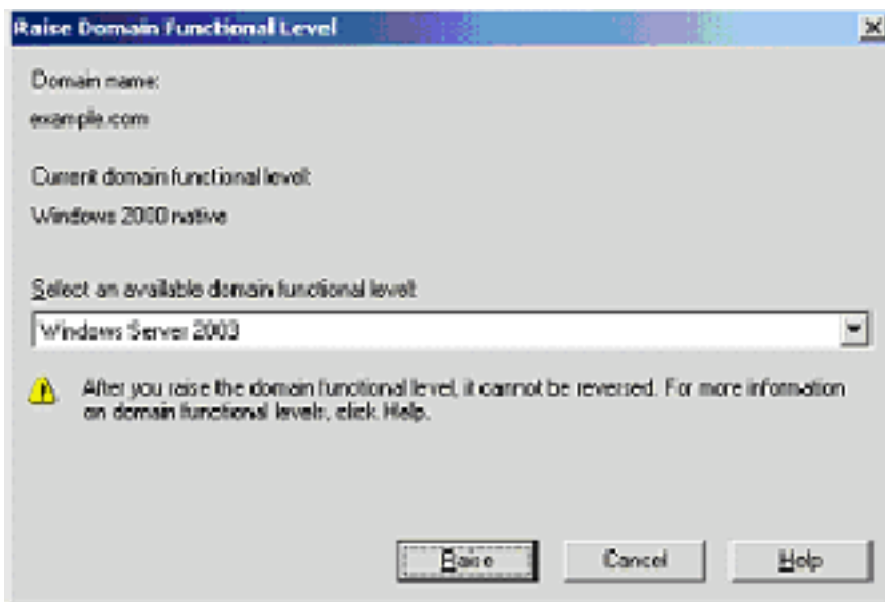 Raise Domain Functional Level
Domain name:
example.com
Current domain functional level:
Windows 2000 native
Select an available domain functional level:
Windows Server 2003
After you raise the domain functional level, it cannot be reversed. For more information
on domain functional levels, click Help.
Raise Cancel Help